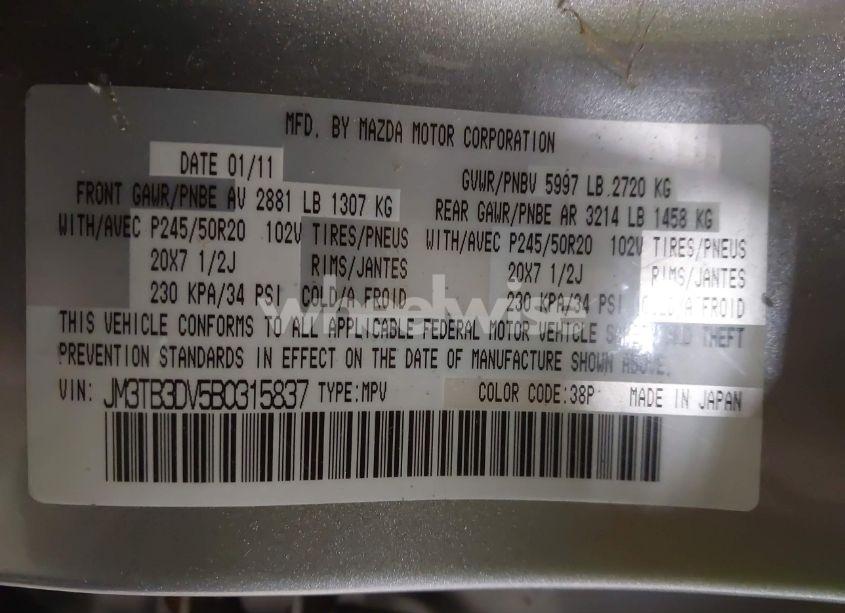 MFD. BY MAZDA MOTOR CORPORATION
DATE 01/11
GVWR/PNBV 5997 LB 2720 KG
FRONT GAWR/PNBE AV 2881 LB 1307 KG
REAR GAWR/PNBE AR 3214 LB 1458 KG
WITH/AVEC P245/50R20 102V TIRES/PNEUS
WITH/AVEC P245/50R20 102V TIRES/PNEUS
20X7 1/2J RIMS/JANTES
20X7 1/2J RIMS/JANTES
230 KPA/34 PSI COLD/A FROID
230 KPA/34 PSI COLD/A FROID
wheelwise
THIS VEHICLE CONFORMS TO ALL APPLICABLE FEDERAL MOTOR VEHICLE SAFETY AND THEFT
PREVENTION STANDARDS IN EFFECT ON THE DATE OF MANUFACTURE SHOWN ABOVE.
VIN: JM3TB3DV5B0315837 TYPE:MPV COLOR CODE:38P MADE IN JAPAN